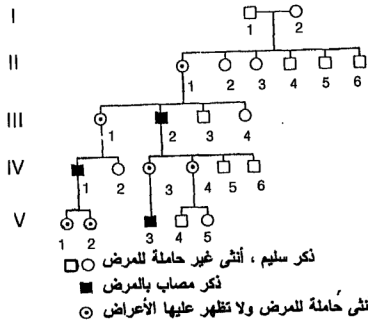 I
1 2
II
1 2 3 4 5 6
III
1 2 3 4
IV
1 2 3 4 5 6
V
1 2 3 4 5
ذكر سليم ، أنثى غير حاملة للمرض
ذكر مصاب بالمرض
نثى حاملة للمرض ولا تظهر عليها الأعراض